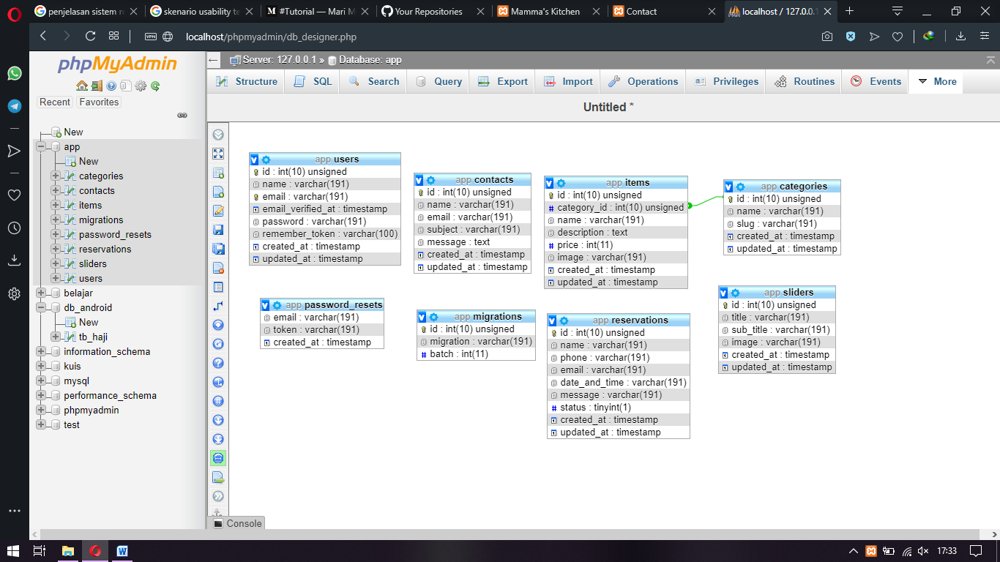 penjelasan sistem re
skenario usability te
#Tutorial — Mari M
Your Repositories
Mamma's Kitchen
Contact
localhost / 127.0.0.1
VPN
localhost/phpmyadmin/db_designer.php
phpMyAdmin
Recent
Favorites
New
app
New
categories
contacts
items
migrations
password_resets
reservations
sliders
users
belajar
db_android
New
tb_haji
information_schema
kuis
mysql
performance_schema
phpmyadmin
test
Server: 127.0.0.1 » Database: app
Structure
SQL
Search
Query
Export
Import
Operations
Privileges
Routines
Events
More
Untitled *
app users
id : int(10) unsigned
name : varchar(191)
email : varchar(191)
email_verified_at : timestamp
password : varchar(191)
remember_token : varchar(100)
created_at : timestamp
updated_at : timestamp
app contacts
id : int(10) unsigned
name : varchar(191)
email : varchar(191)
subject : varchar(191)
message : text
created_at : timestamp
updated_at : timestamp
app items
id : int(10) unsigned
category_id : int(10) unsigned
name : varchar(191)
description : text
price : int(11)
image : varchar(191)
created_at : timestamp
updated_at : timestamp
app categories
id : int(10) unsigned
name : varchar(191)
slug : varchar(191)
created_at : timestamp
updated_at : timestamp
app password_resets
email : varchar(191)
token : varchar(191)
created_at : timestamp
app migrations
id : int(10) unsigned
migration : varchar(191)
batch : int(11)
app reservations
id : int(10) unsigned
name : varchar(191)
phone : varchar(191)
email : varchar(191)
date_and_time : varchar(191)
message : varchar(191)
status : tinyint(1)
created_at : timestamp
updated_at : timestamp
app sliders
id : int(10) unsigned
title : varchar(191)
sub_title : varchar(191)
image : varchar(191)
created_at : timestamp
updated_at : timestamp
Console
17:33